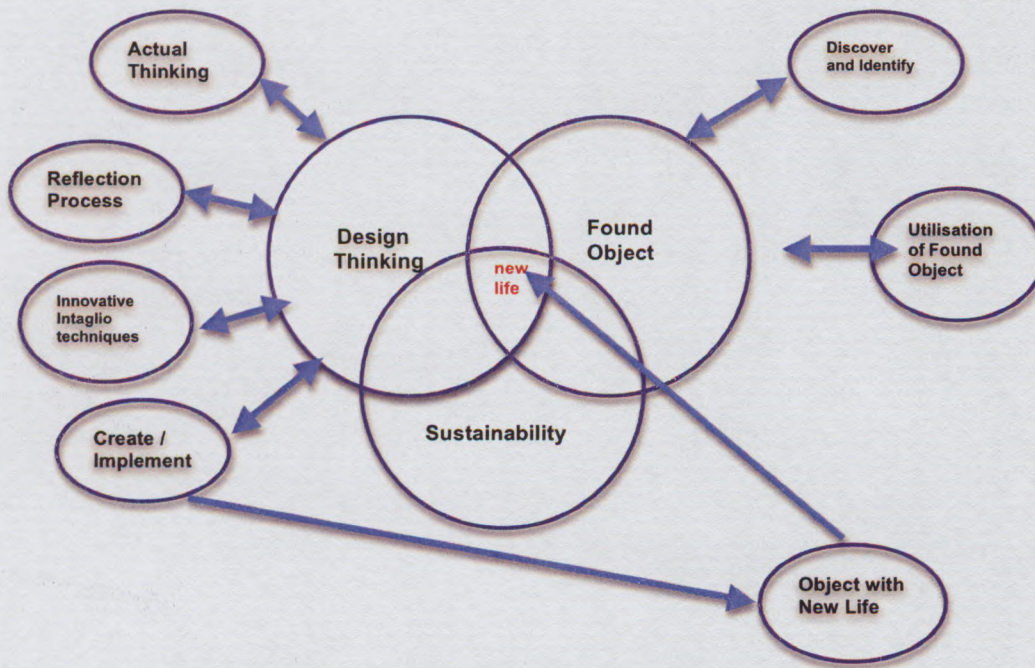 Actual
Thinking
Discover
and Identify
Reflection
Process
Design
Thinking
Found
Object
Utilisation
of Found
Object
new
life
Innovative
Intaglio
techniques
Sustainability
Create /
Implement
Object with
New Life